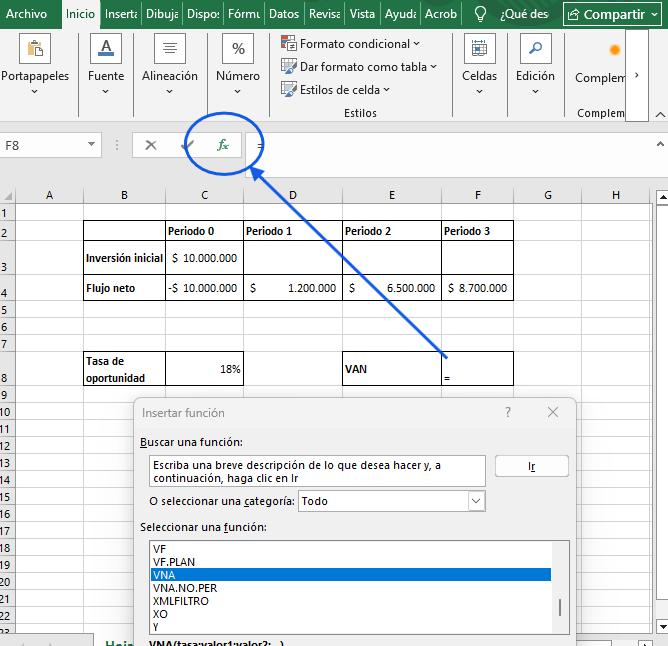 Archivo Inicio Inserta Dibuja Dispos Fórmu Datos Revisa Vista Ayuda Acrob ¿Qué des Compartir
Portapapeles Fuente Alineación Número
Formato condicional
Dar formato como tabla
Estilos de celda
Estilos
Celdas Edición Complem
Complem
F8 fx =
A B C D E F G H
1
2 Periodo 0 Periodo 1 Periodo 2 Periodo 3
3 Inversión inicial $ 10.000.000
4 Flujo neto -$ 10.000.000 $ 1.200.000 $ 6.500.000 $ 8.700.000
5
6
7
8 Tasa de oportunidad 18% VAN =
9
10
11
12
13
14
15
16
17
18
19
20
21
22
23
Insertar función ?
Buscar una función:
Escriba una breve descripción de lo que desea hacer y, a
continuación, haga clic en Ir
Ir
O seleccionar una categoría: Todo
Seleccionar una función:
VF
VF.PLAN
VNA
VNA.NO.PER
XMLFILTRO
XO
Y
VNA(tasa;valor1;valor2;...)